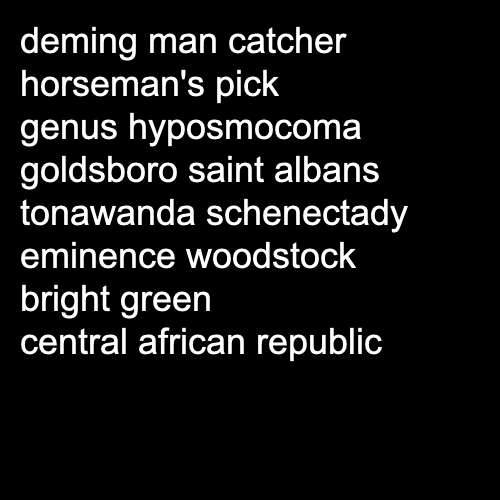 deming man catcher
horseman's pick
genus hyposmocoma
goldsboro saint albans
tonawanda schenectady
eminence woodstock
bright green
central african republic